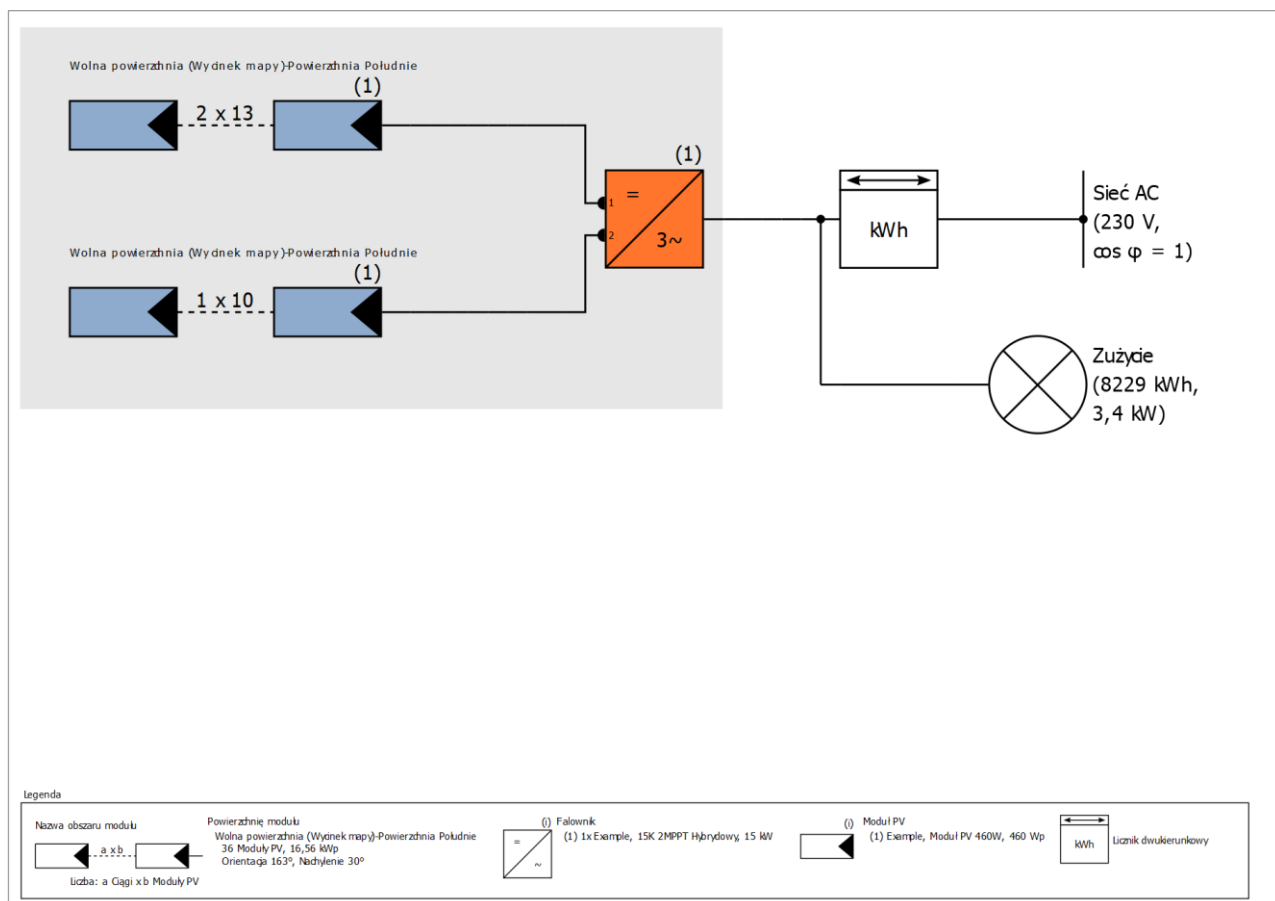 Wolna powierzchnia (Wycinek mapy)-Powierzchnia Południe
(1)
2 x 13
(1)
1
=
2
3~
kWh
Sieć AC
(230 V,
cos φ = 1)
Wolna powierzchnia (Wycinek mapy)-Powierzchnia Południe
(1)
1 x 10
Zużycie
(8229 kWh,
3,4 kW)
Legenda
Nazwa obszaru modułu
a x b
Liczba: a Ciągi x b Moduły PV
Powierzchnię modułu
Wolna powierzchnia (Wycinek mapy)-Powierzchnia Południe
36 Moduły PV, 16,56 kWp
Orientacja 163°, Nachylenie 30°
(i) Falownik
=
~
(1) 1x Example, 15K 2MPPT Hybrydowy, 15 kW
(i) Moduł PV
(1) Example, Moduł PV 460W, 460 Wp
kWh
Licznik dwukierunkowy